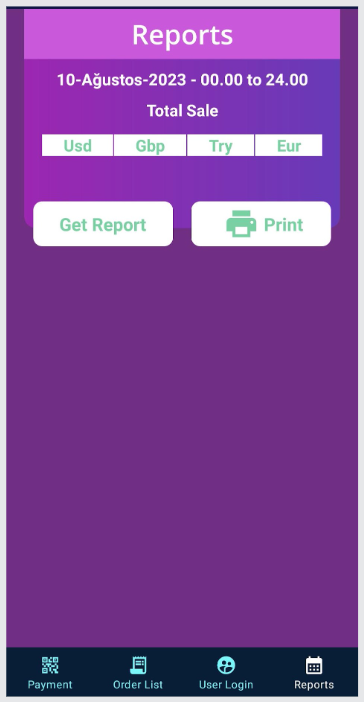 Reports
10-Ağustos-2023 - 00.00 to 24.00
Total Sale
Usd Gbp Try Eur
Get Report Print
Payment Order List User Login Reports